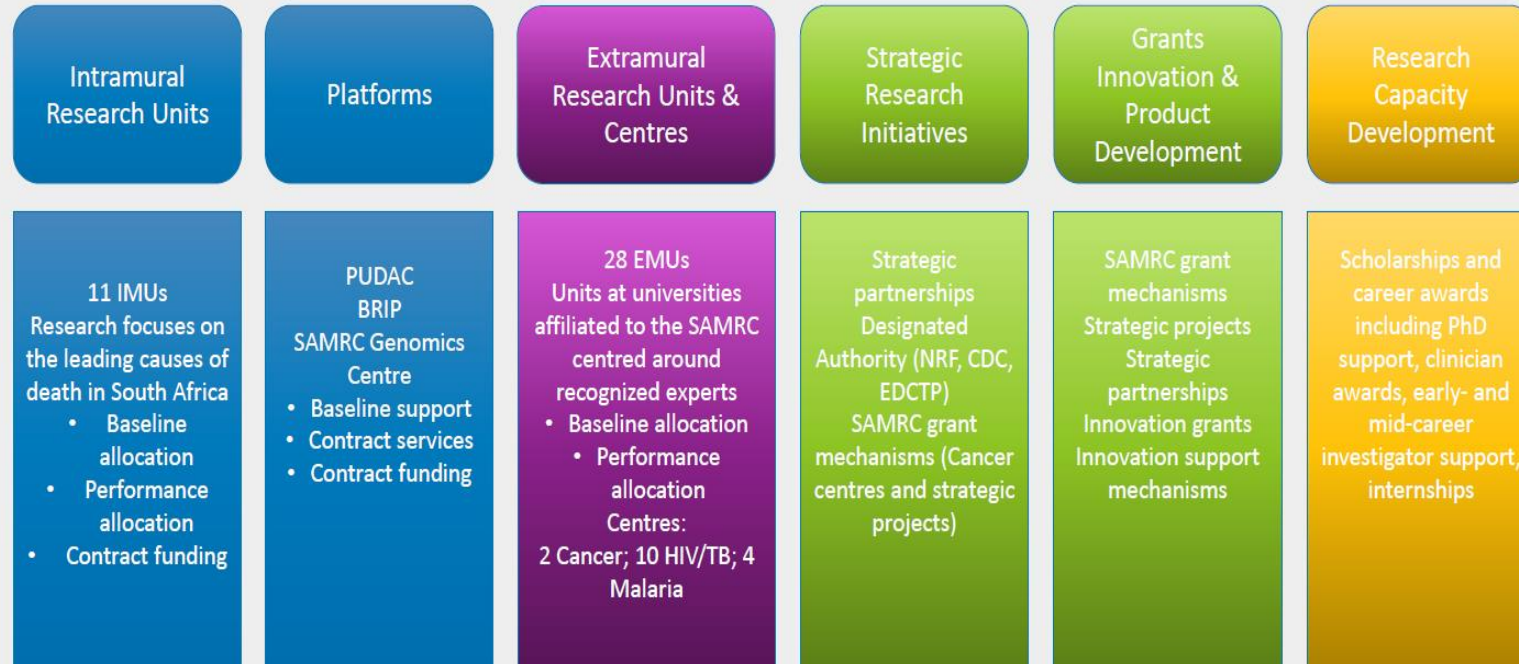 Intramural
Research Units
Platforms
Extramural
Research Units &
Centres
Strategic
Research
Initiatives
Grants
Innovation &
Product
Development
Research
Capacity
Development
11 IMUs
Research focuses on
the leading causes of
death in South Africa
• Baseline
allocation
• Performance
allocation
• Contract funding
PUDAC
BRIP
SAMRC Genomics
Centre
• Baseline support
• Contract services
• Contract funding
28 EMUs
Units at universities
affiliated to the SAMRC
centred around
recognized experts
• Baseline allocation
• Performance
allocation
Centres:
2 Cancer; 10 HIV/TB; 4
Malaria
Strategic
partnerships
Designated
Authority (NRF, CDC,
EDCTP)
SAMRC grant
mechanisms (Cancer
centres and strategic
projects)
SAMRC grant
mechanisms
Strategic projects
Strategic
partnerships
Innovation grants
Innovation support
mechanisms
Scholarships and
career awards
including PhD
support, clinician
awards, early- and
mid-career
investigator support,
internships